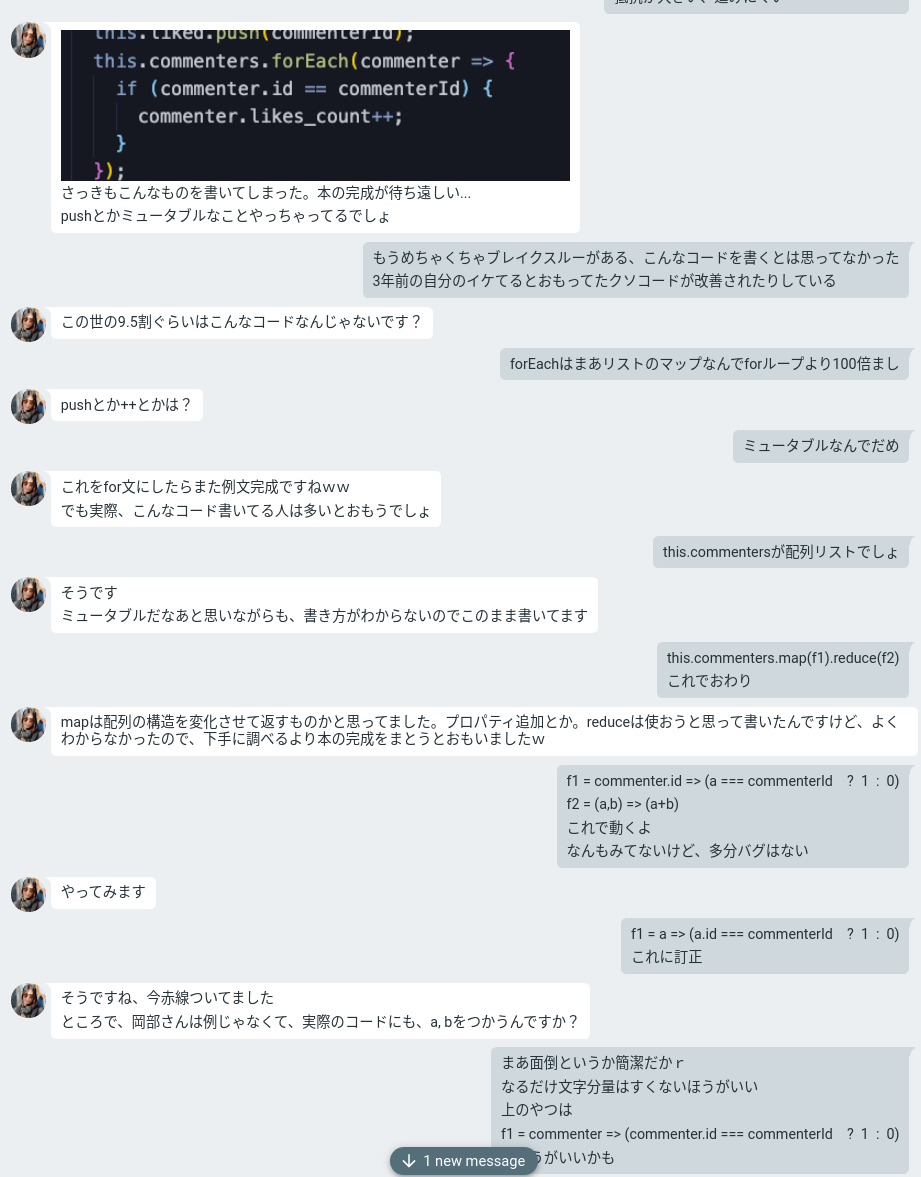 this.liked.push(commenterId);
this.commenters.forEach(commenter => {
if (commenter.id == commenterId) {
commenter.likes_count++;
}
});
さっきもこんなものを書いてしまった。本の完成が待ち遠しい...
pushとかミュータブルなことやっちゃってるでしょ
もうめちゃくちゃブレイクスルーがある、こんなコードを書くとは思ってなかった
3年前の自分のイケてるとおもってたクソコードが改善されたりしている
この世の9.5割ぐらいはこんなコードなんじゃないです？
forEachはまあリストのマップなんでforループより100倍まし
pushとか++とかは？
ミュータブルなんでだめ
これをfor文にしたらまた例文完成ですねｗｗ
でも実際、こんなコード書いてる人は多いとおもうでしょ
this.commentersが配列リストでしょ
そうです
ミュータブルだなあと思いながらも、書き方がわからないのでこのまま書いてます
this.commenters.map(f1).reduce(f2)
これでおわり
mapは配列の構造を変化させて返すものかと思ってました。プロパティ追加とか。reduceは使おうと思って書いたんですけど、よく
わからなかったので、下手に調べるより本の完成をまとうとおもいましたｗ
f1 = commenter.id => (a === commenterId　? 1 : 0)
f2 = (a,b) => (a+b)
これで動くよ
なんもみてないけど、多分バグはない
やってみます
f1 = a => (a.id === commenterId　? 1 : 0)
これに訂正
そうですね、今赤線ついてました
ところで、岡部さんは例じゃなくて、実際のコードにも、a, bをつかうんですか？
まあ面倒というか簡潔だかｒ
なるだけ文字分量はすくないほうがいい
上のやつは
f1 = commenter => (commenter.id === commenterId　? 1 : 0)
うがいいかも
1 new message